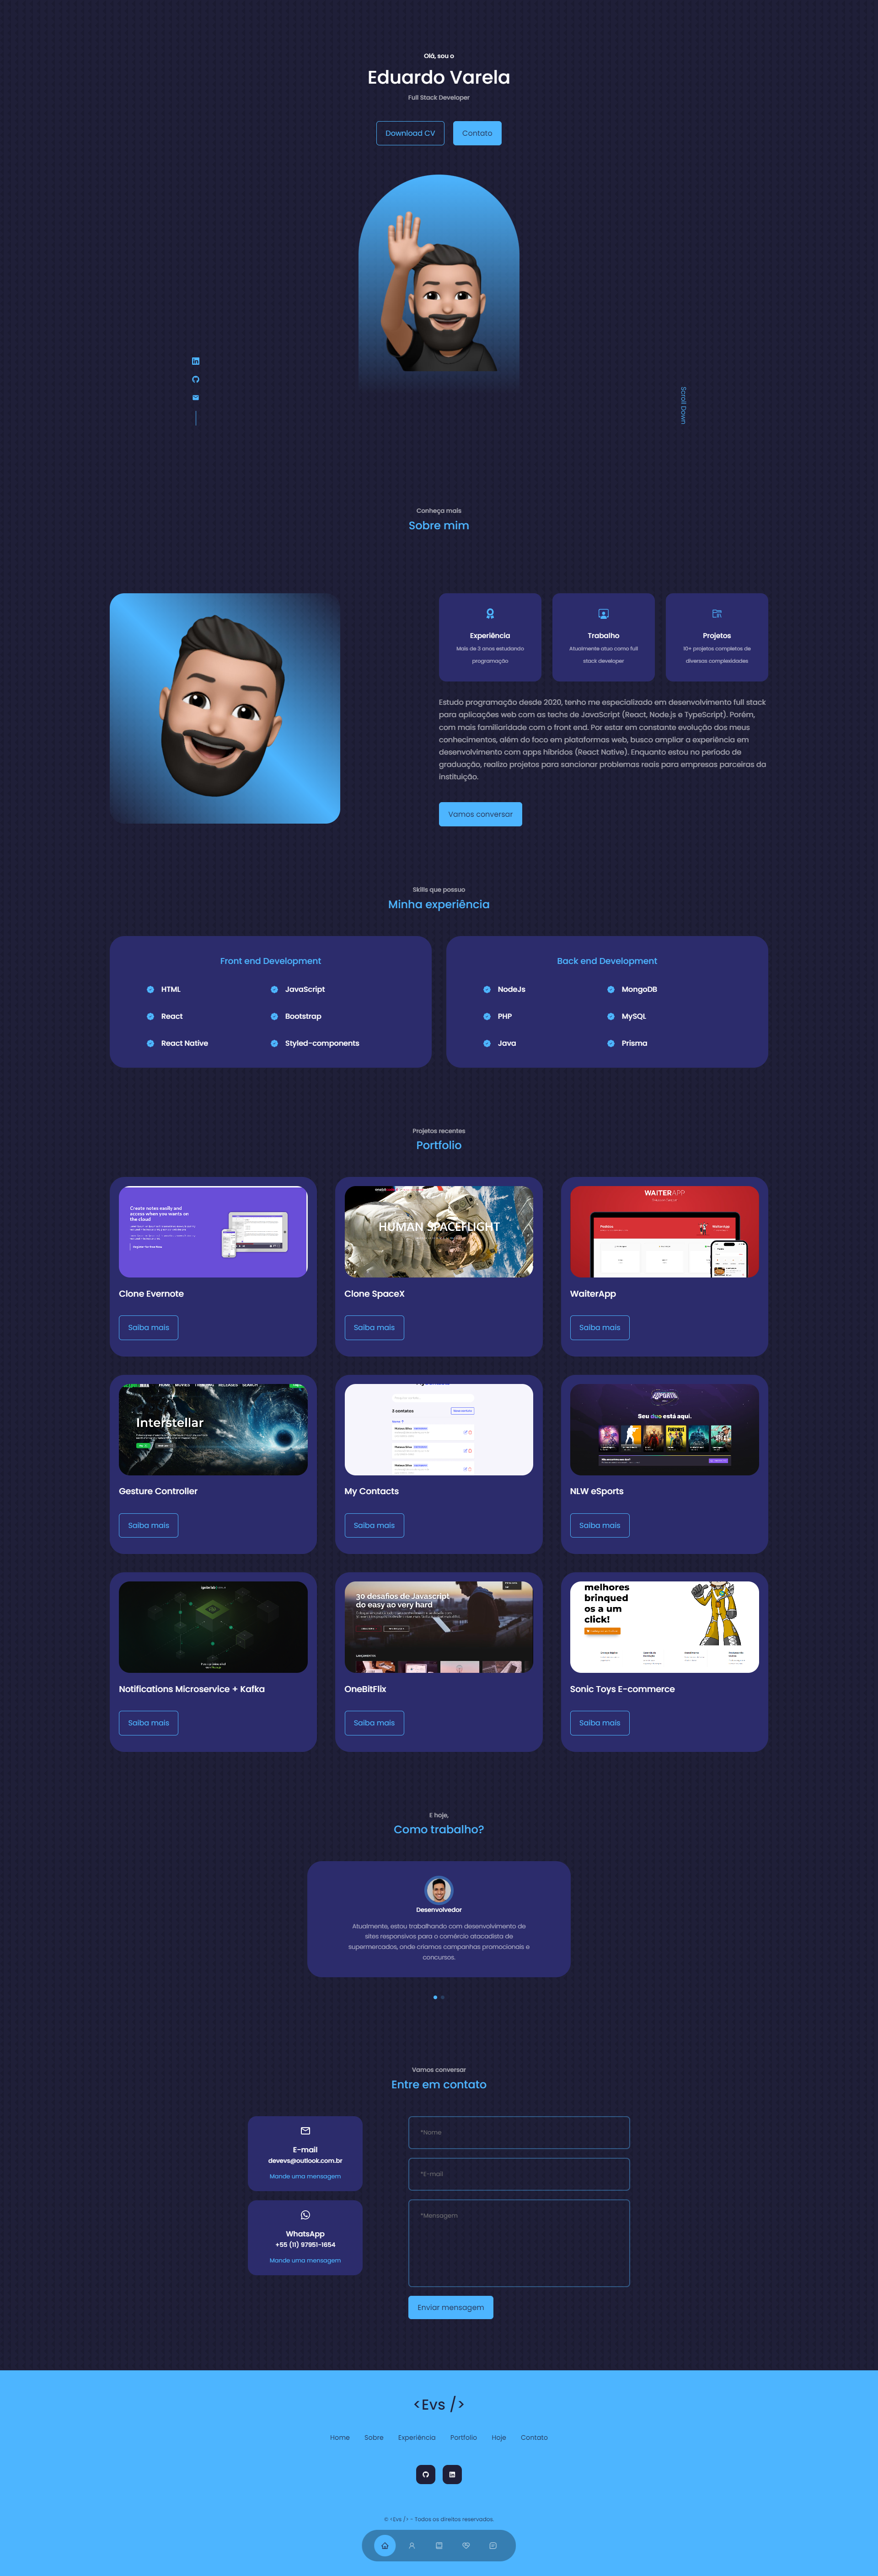 Olá, sou o
Eduardo Varela
Full Stack Developer
Download CV
Contato
Scroll Down
Conheça mais
Sobre mim
Experiência
Mais de 3 anos estudando
programação
Trabalho
Atualmente atuo como full
stack developer
Projetos
10+ projetos completos de
diversas complexidades
Estudo programação desde 2020, tenho me especializado em desenvolvimento full stack
para aplicações web com as techs de JavaScript (React, Node.js e TypeScript). Porém,
com mais familiaridade com o front end. Por estar em constante evolução dos meus
conhecimentos, além do foco em plataformas web, busco ampliar a experiência em
desenvolvimento com apps híbridos (React Native). Enquanto estou no período de
graduação, realizo projetos para sancionar problemas reais para empresas parceiras da
instituição.
Vamos conversar
Skills que possuo
Minha experiência
Front end Development
HTML
JavaScript
React
Bootstrap
React Native
Styled-components
Back end Development
NodeJs
MongoDB
PHP
MySQL
Java
Prisma
Projetos recentes
Portfolio
Create notes easily and
access when you wants on
the cloud
Register for free Now
Clone Evernote
Saiba mais
HUMAN SPACEFLIGHT
Clone SpaceX
Saiba mais
WAITERAPP
WaiterApp
Saiba mais
HOME MOVIES RELEASES SEARCH
Interstellar
Gesture Controller
Saiba mais
3 contatos
My Contacts
Saiba mais
Seu duo está aqui.
NLW eSports
Saiba mais
Notifications Microservice + Kafka
Saiba mais
30 desafios de Javascript
do easy ao very hard
OneBitFlix
Saiba mais
melhores
brinqued
os a um
click!
Sonic Toys E-commerce
Saiba mais
E hoje,
Como trabalho?
Desenvolvedor
Atualmente, estou trabalhando com desenvolvimento de
sites responsivos para o comércio atacadista de
supermercados, onde criamos campanhas promocionais e
concursos.
Vamos conversar
Entre em contato
E-mail
devevs@outlook.com.br
Mande uma mensagem
WhatsApp
+55 (11) 97951-1654
Mande uma mensagem
*Nome
*E-mail
*Mensagem
Enviar mensagem
<Evs />
Home Sobre Experiência Portfolio Hoje Contato
© <Evs /> - Todos os direitos reservados.